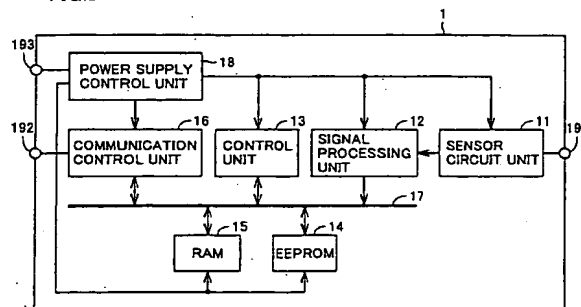 1
193
18
POWER SUPPLY
CONTROL UNIT
192
16
COMMUNICATION
CONTROL UNIT
13
CONTROL
UNIT
12
SIGNAL
PROCESSING
UNIT
11
SENSOR
CIRCUIT UNIT
19
17
15
RAM
14
EEPROM